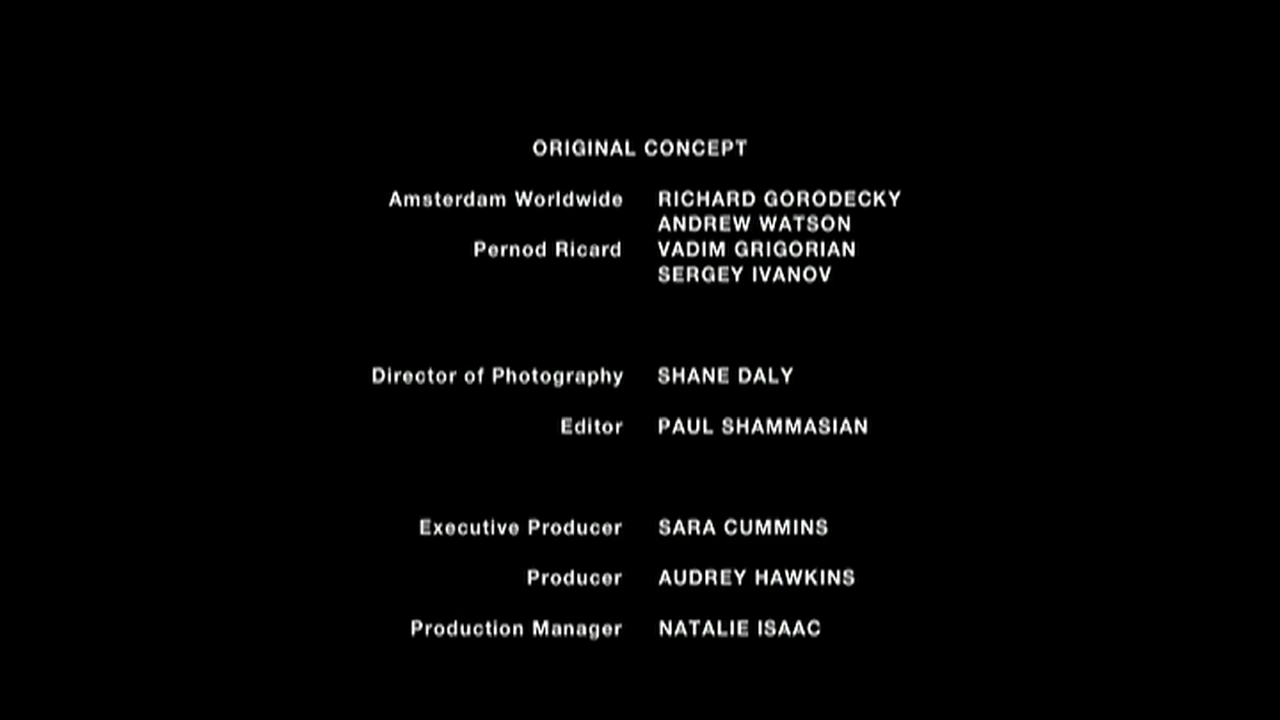 ORIGINAL CONCEPT
Amsterdam Worldwide RICHARD GORODECKY
ANDREW WATSON
Pernod Ricard VADIM GRIGORIAN
SERGEY IVANOV
Director of Photography SHANE DALY
Editor PAUL SHAMMASIAN
Executive Producer SARA CUMMINS
Producer AUDREY HAWKINS
Production Manager NATALIE ISAAC